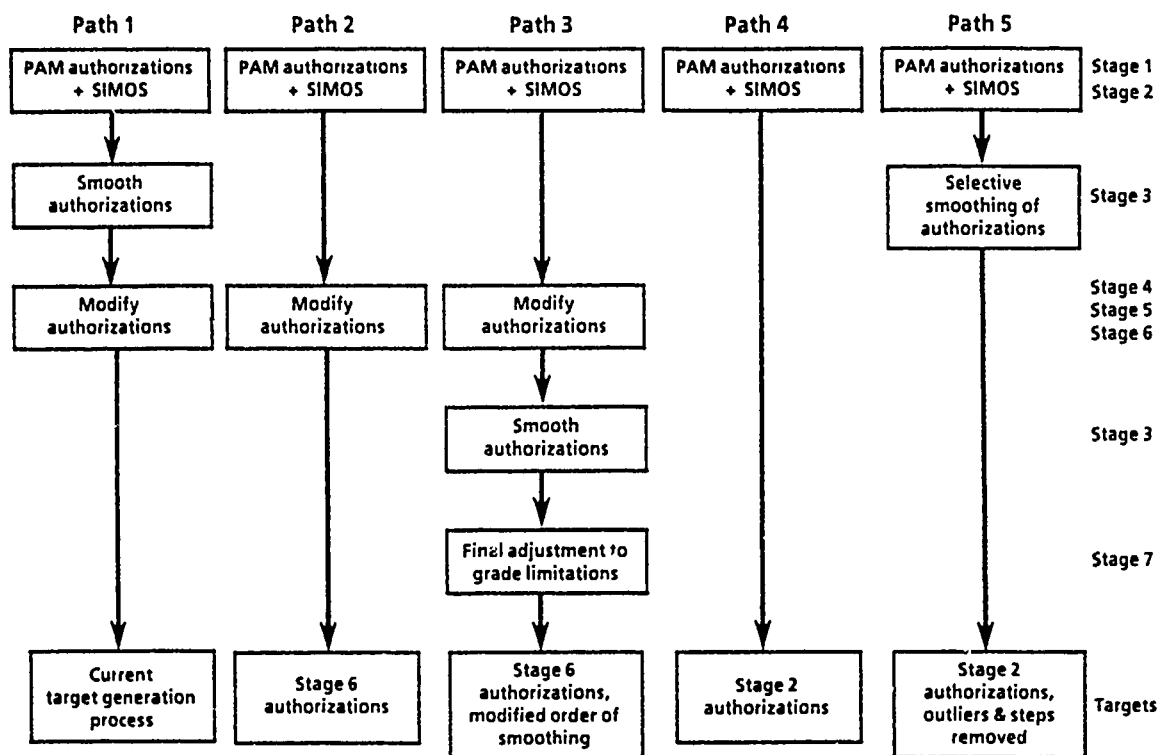 Path 1
Path 2
Path 3
Path 4
Path 5
PAM authorizations
+ SIMOS
PAM authorizations
+ SIMOS
PAM authorizations
+ SIMOS
PAM authorizations
+ SIMOS
PAM authorizations
+ SIMOS
Stage 1
Stage 2
Smooth
authorizations
Selective
smoothing of
authorizations
Stage 3
Modify
authorizations
Modify
authorizations
Modify
authorizations
Stage 4
Stage 5
Stage 6
Smooth
authorizations
Stage 3
Final adjustment to
grade limitations
Stage 7
Current
target generation
process
Stage 6
authorizations
Stage 6
authorizations,
modified order of
smoothing
Stage 2
authorizations
Stage 2
authorizations,
outliers & steps
removed
Targets